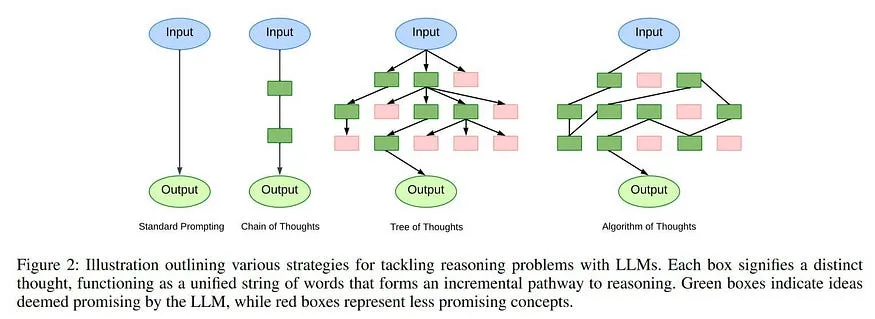 Input
Input
Input
Input
Output
Output
Output
Output
Standard Prompting
Chain of Thoughts
Tree of Thoughts
Algorithm of Thoughts
Figure 2: Illustration outlining various strategies for tackling reasoning problems with LLMs. Each box signifies a distinct
thought, functioning as a unified string of words that forms an incremental pathway to reasoning. Green boxes indicate ideas
deemed promising by the LLM, while red boxes represent less promising concepts.